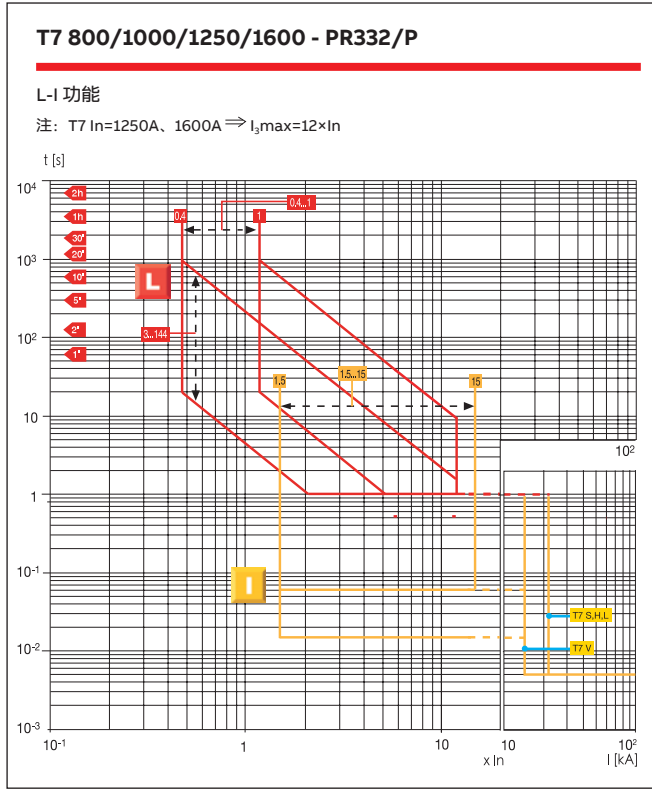 T7 800/1000/1250/1600 - PR332/P
L-I 功能
注: T7 In=1250A、1600A ⇒ I₃max=12×In
t [s]
10⁴
2h
1h
0.4
1
0.4...1
30'
20'
10³
10'
L
5'
2'
3...144
10²
1'
1.5
1.5...15
15
10
10²
1
10⁻¹
I
T7 S,H,L
10⁻²
T7 V
10⁻³
10⁻¹
1
10
10
10²
x In
I [kA]